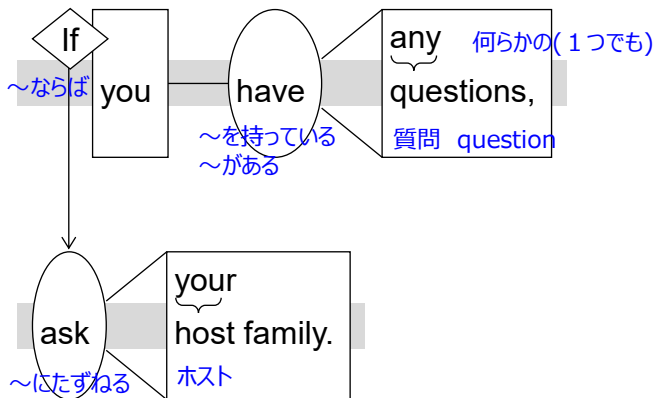 If
any 何らかの(１つでも)
～ならば you have questions,
～を持っている 質問 question
～がある
your
ask host family.
～にたずねる ホスト